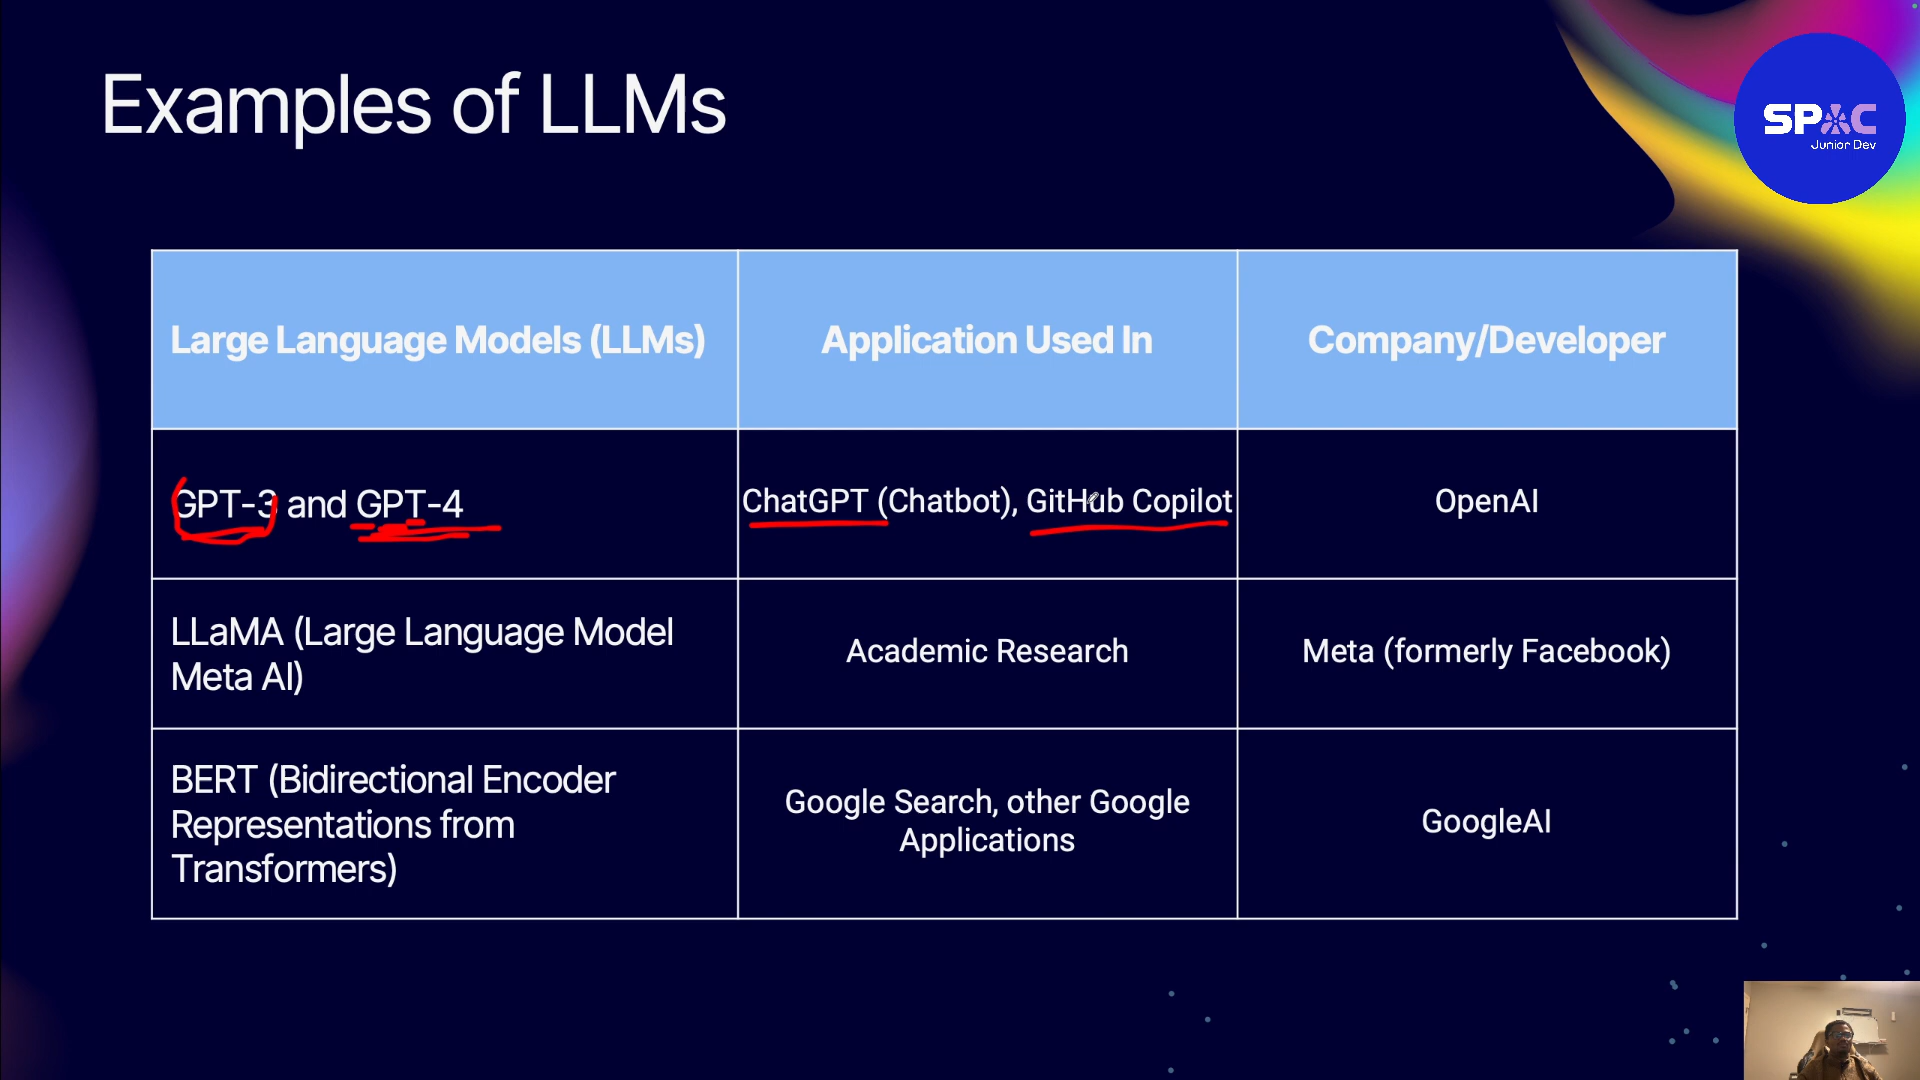 Examples of LLMs
SPAC
Junior Dev
Large Language Models (LLMs)
Application Used In
Company/Developer
GPT-3 and GPT-4
ChatGPT (Chatbot), GitHub Copilot
OpenAI
LLaMA (Large Language Model
Meta AI)
Academic Research
Meta (formerly Facebook)
BERT (Bidirectional Encoder
Representations from
Transformers)
Google Search, other Google
Applications
GoogleAI